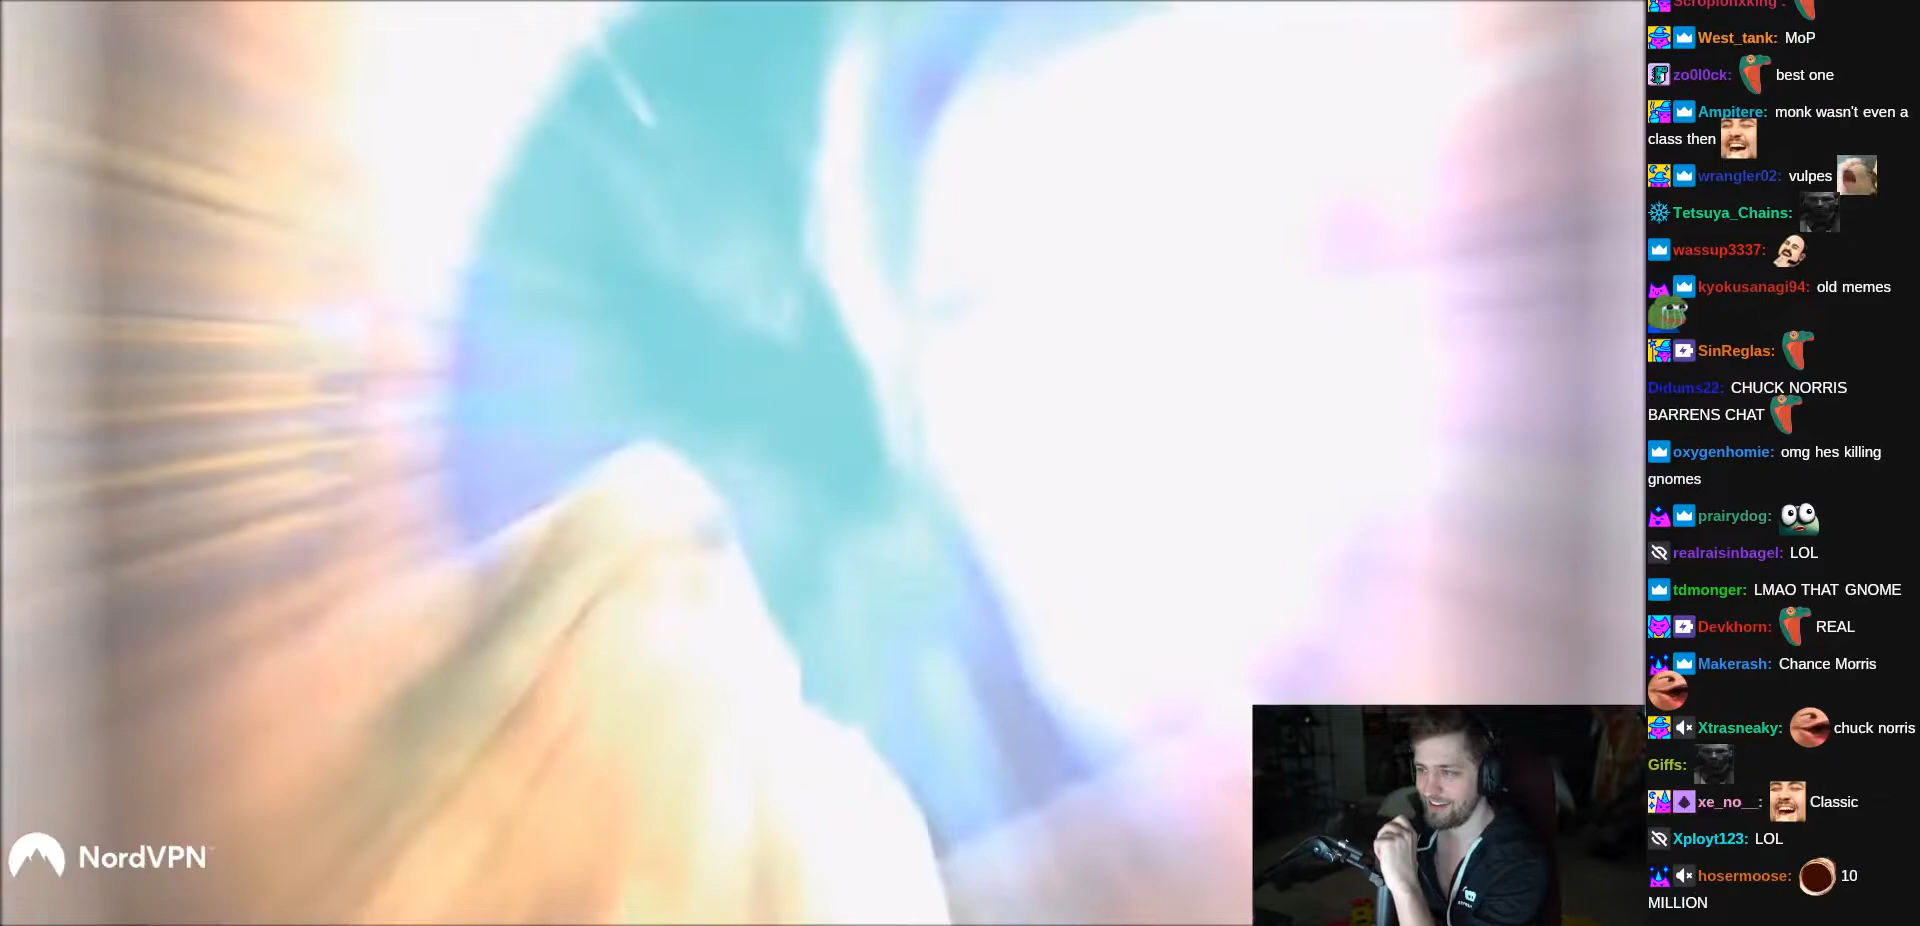 Scropionxking :
West_tank: MoP
zo0l0ck: best one
Ampitere: monk wasn't even a
class then
wrangler02: vulpes
Tetsuya_Chains:
wassup3337:
kyokusanagi94: old memes
SinReglas:
Didums22: CHUCK NORRIS
BARRENS CHAT
oxygenhomie: omg hes killing
gnomes
prairydog:
realraisinbagel: LOL
tdmonger: LMAO THAT GNOME
Devkhorn: REAL
Makerash: Chance Morris
Xtrasneaky: chuck norris
Giffs:
xe_no__: Classic
Xployt123: LOL
hosermoose: 10
MILLION
NordVPN